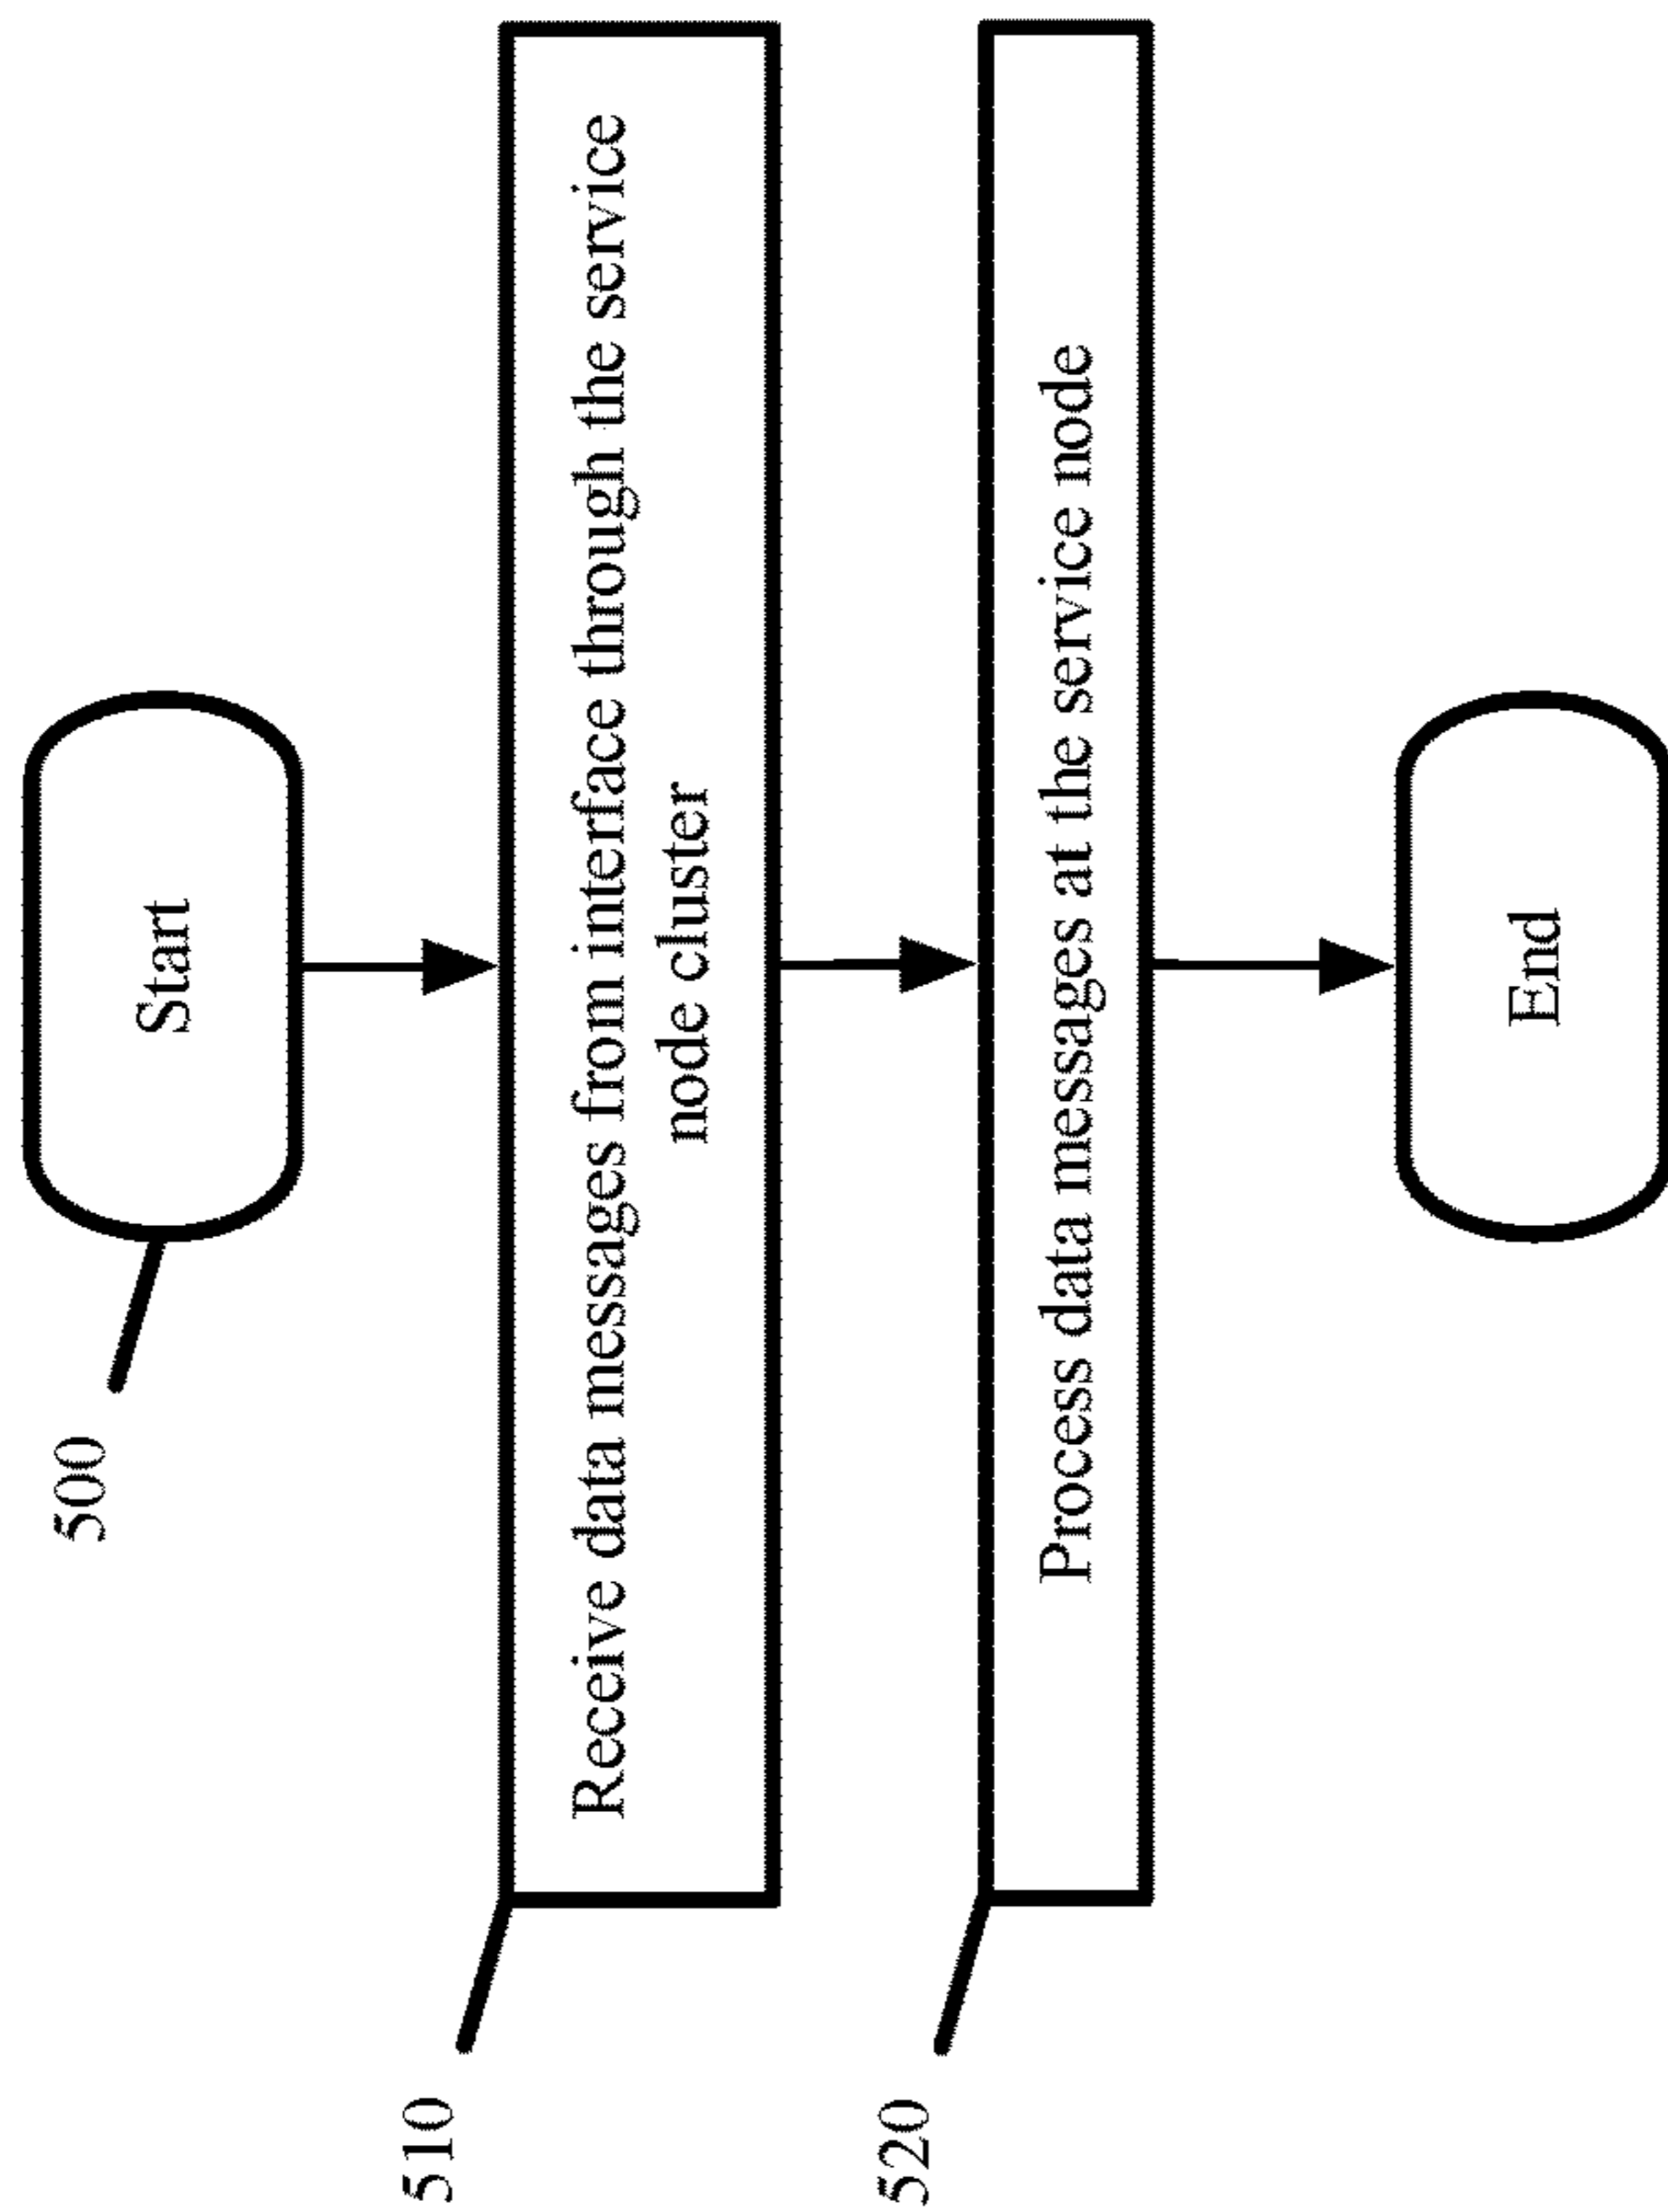 500
Start
510
Receive data messages from interface through the service
node cluster
520
Process data messages at the service node
End